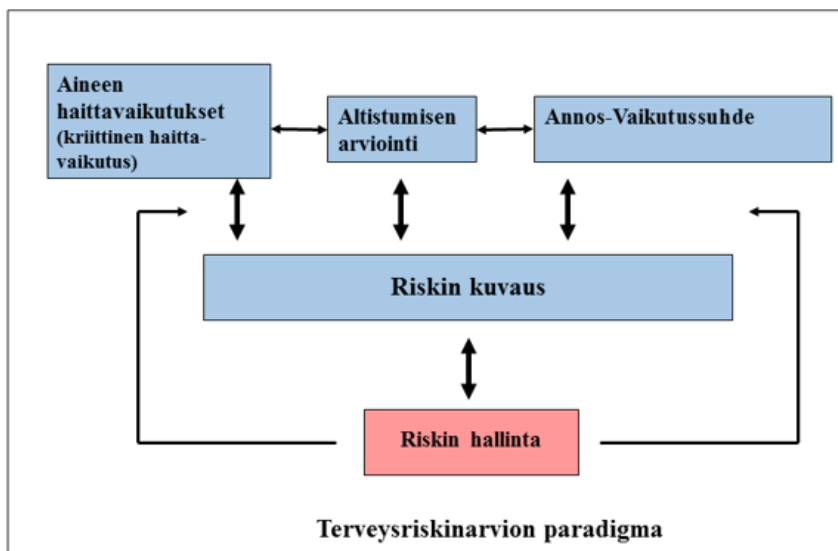 Aineen
haittavaikutukset
(kriittinen haitta-
vaikutus)
Altistumisen
arviointi
Annos-Vaikutussuhde
Riskin kuvaus
Riskin hallinta
Terveysriskinarvion paradigma